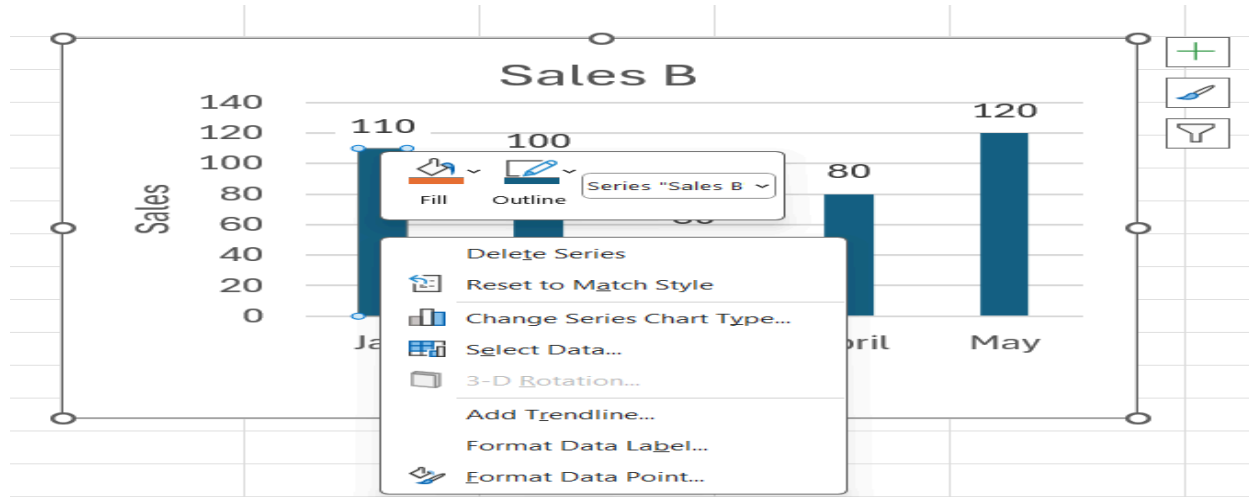 Sales B
140
120
100
80
60
40
20
0
Sales
110
100
80
120
May
Fill
Outline
Series "Sales B
Delete Series
Reset to Match Style
Change Series Chart Type...
Select Data...
3-D Rotation...
Add Trendline...
Format Data Label...
Format Data Point...